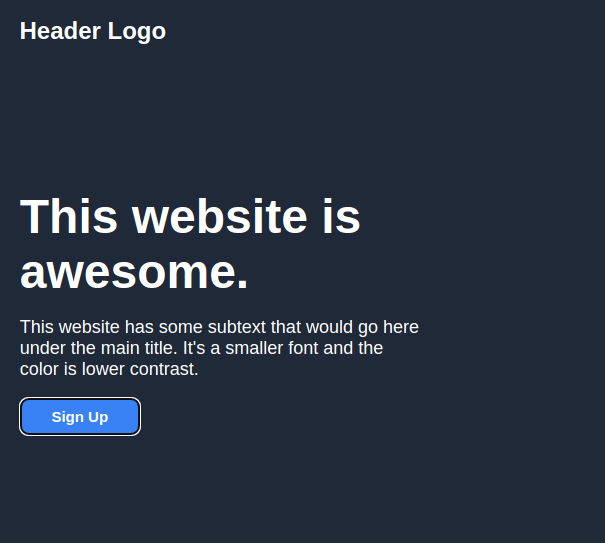 Header Logo
This website is
awesome.
This website has some subtext that would go here
under the main title. It's a smaller font and the
color is lower contrast.
Sign Up